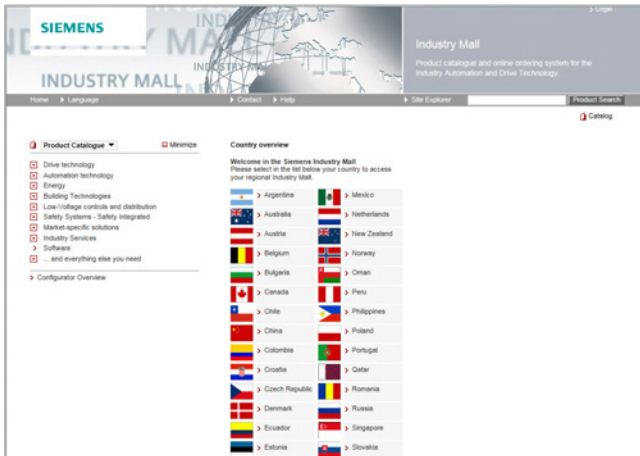 SIEMENS
INDUSTRY MALL
Login
Industry Mall
Product catalogue and online ordering system for the
Industry Automation and Drive Technology.
Home Language Contact Help Site Explorer Product Search
Catalog
Product Catalogue Minimize
Drive technology
Automation technology
Energy
Building Technologies
Low-Voltage controls and distribution
Safety Systems - Safety Integrated
Market-specific solutions
Industry Services
Software
... and everything else you need
Configurator Overview
Country overview
Welcome in the Siemens Industry Mall
Please select in the list below your country to access
your regional Industry Mall.
Argentina Mexico
Australia Netherlands
Austria New Zealand
Belgium Norway
Bulgaria Oman
Canada Peru
Chile Philippines
China Poland
Colombia Portugal
Croatia Qatar
Czech Republic Romania
Denmark Russia
Ecuador Singapore
Estonia Slovakia